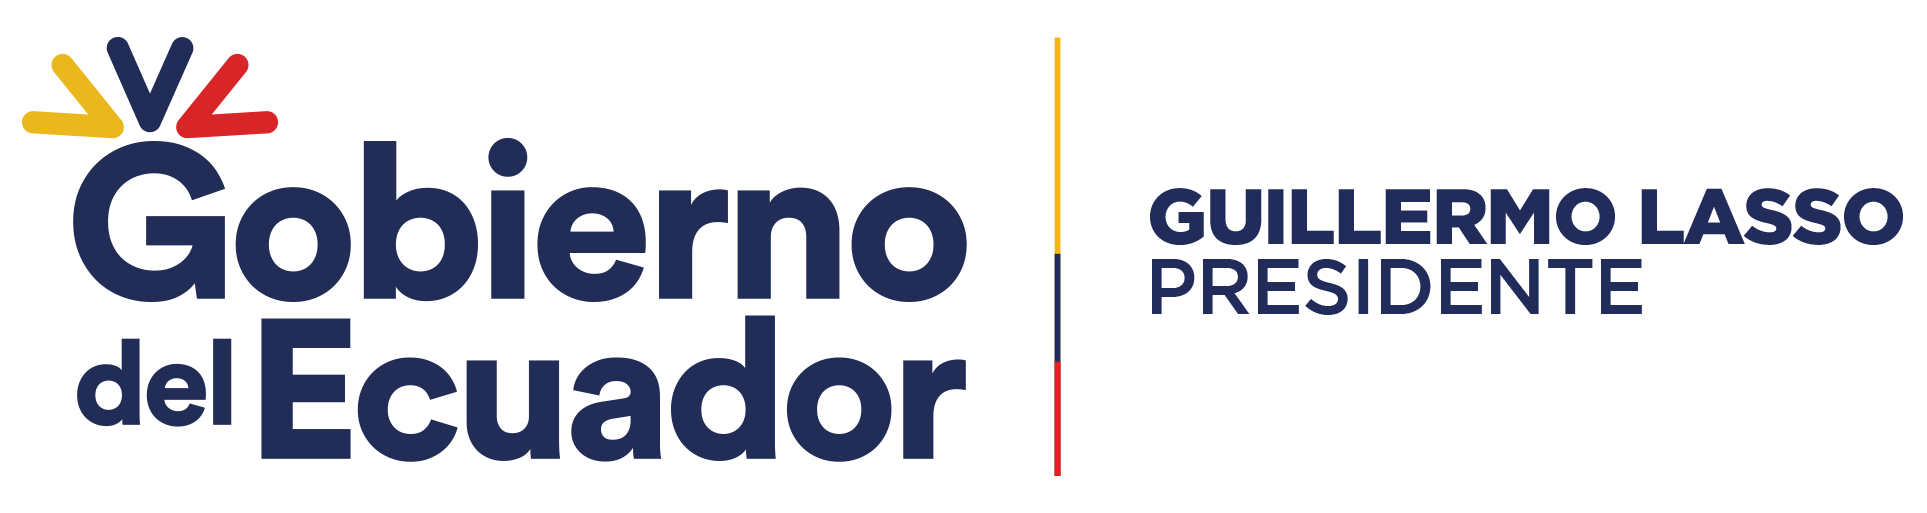 Gobierno
del Ecuador
GUILLERMO LASSO
PRESIDENTE